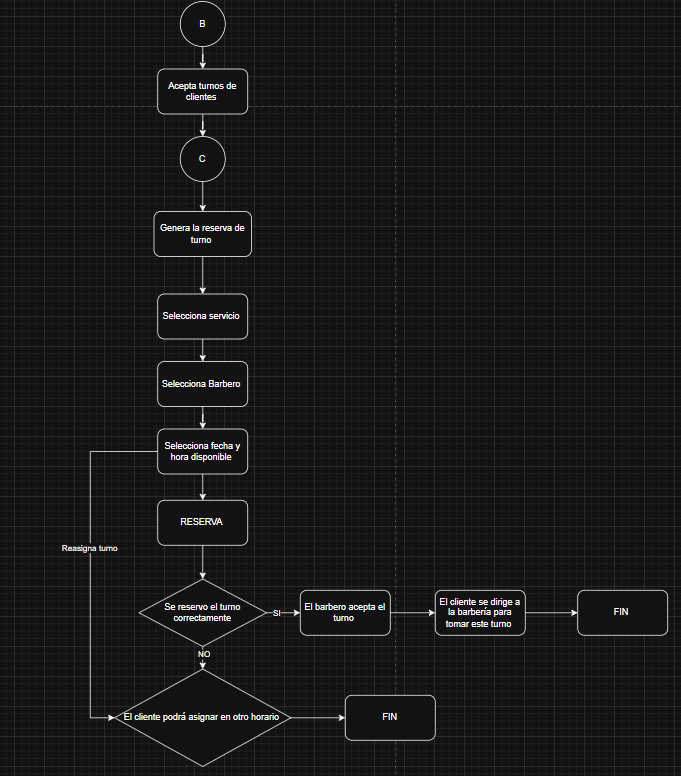 B
Acepta turnos de
clientes
C
Genera la reserva de
turno
Selecciona servicio
Selecciona Barbero
Selecciona fecha y
hora disponible
RESERVA
Reasigna turno
Se reservo el turno
correctamente
SI
El barbero acepta el
turno
El cliente se dirige a
la barbería para
tomar este turno
FIN
NO
El cliente podrá asignar en otro horario
FIN